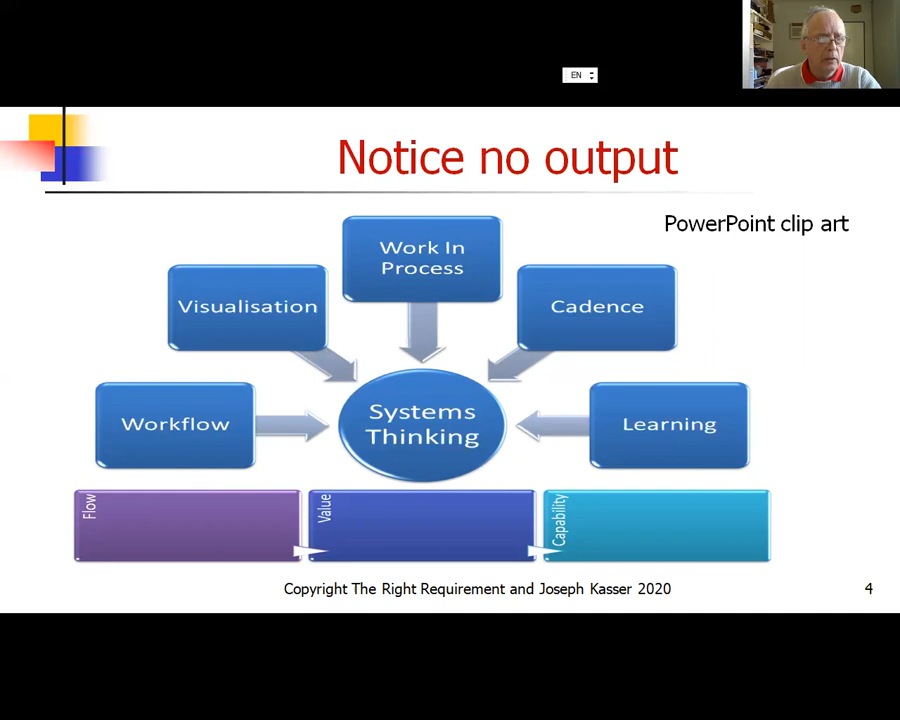 EN
Notice no output
PowerPoint clip art
Work In
Process
Visualisation
Cadence
Workflow
Systems
Thinking
Learning
Flow
Value
Capability
Copyright The Right Requirement and Joseph Kasser 2020
4